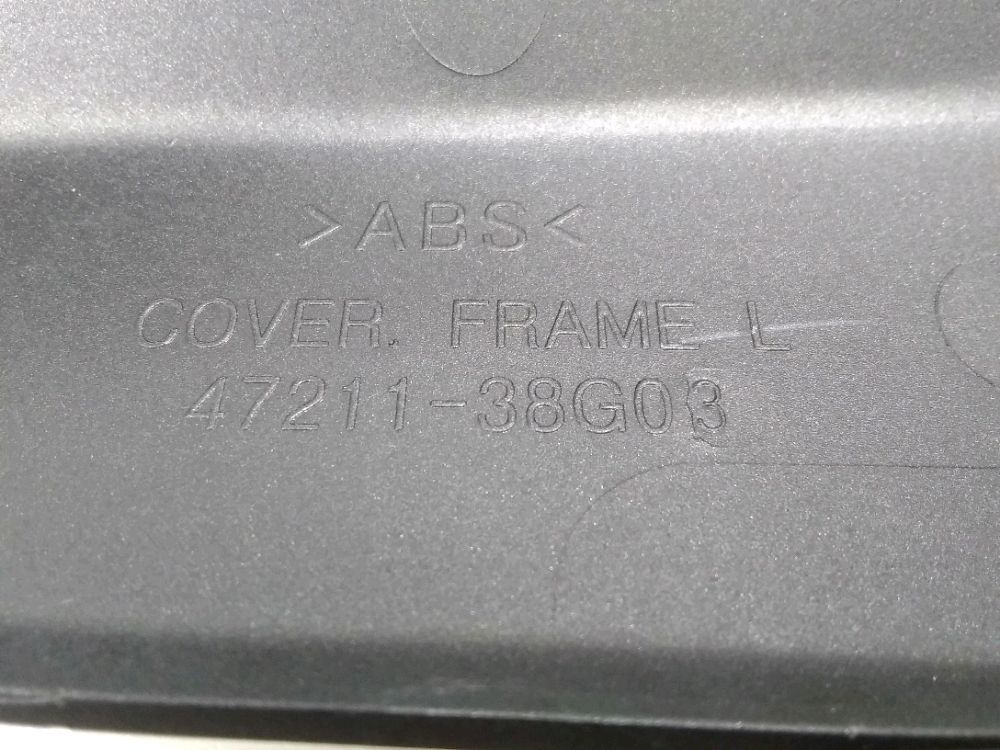 >ABS<
COVER. FRAME L
47211-38G03